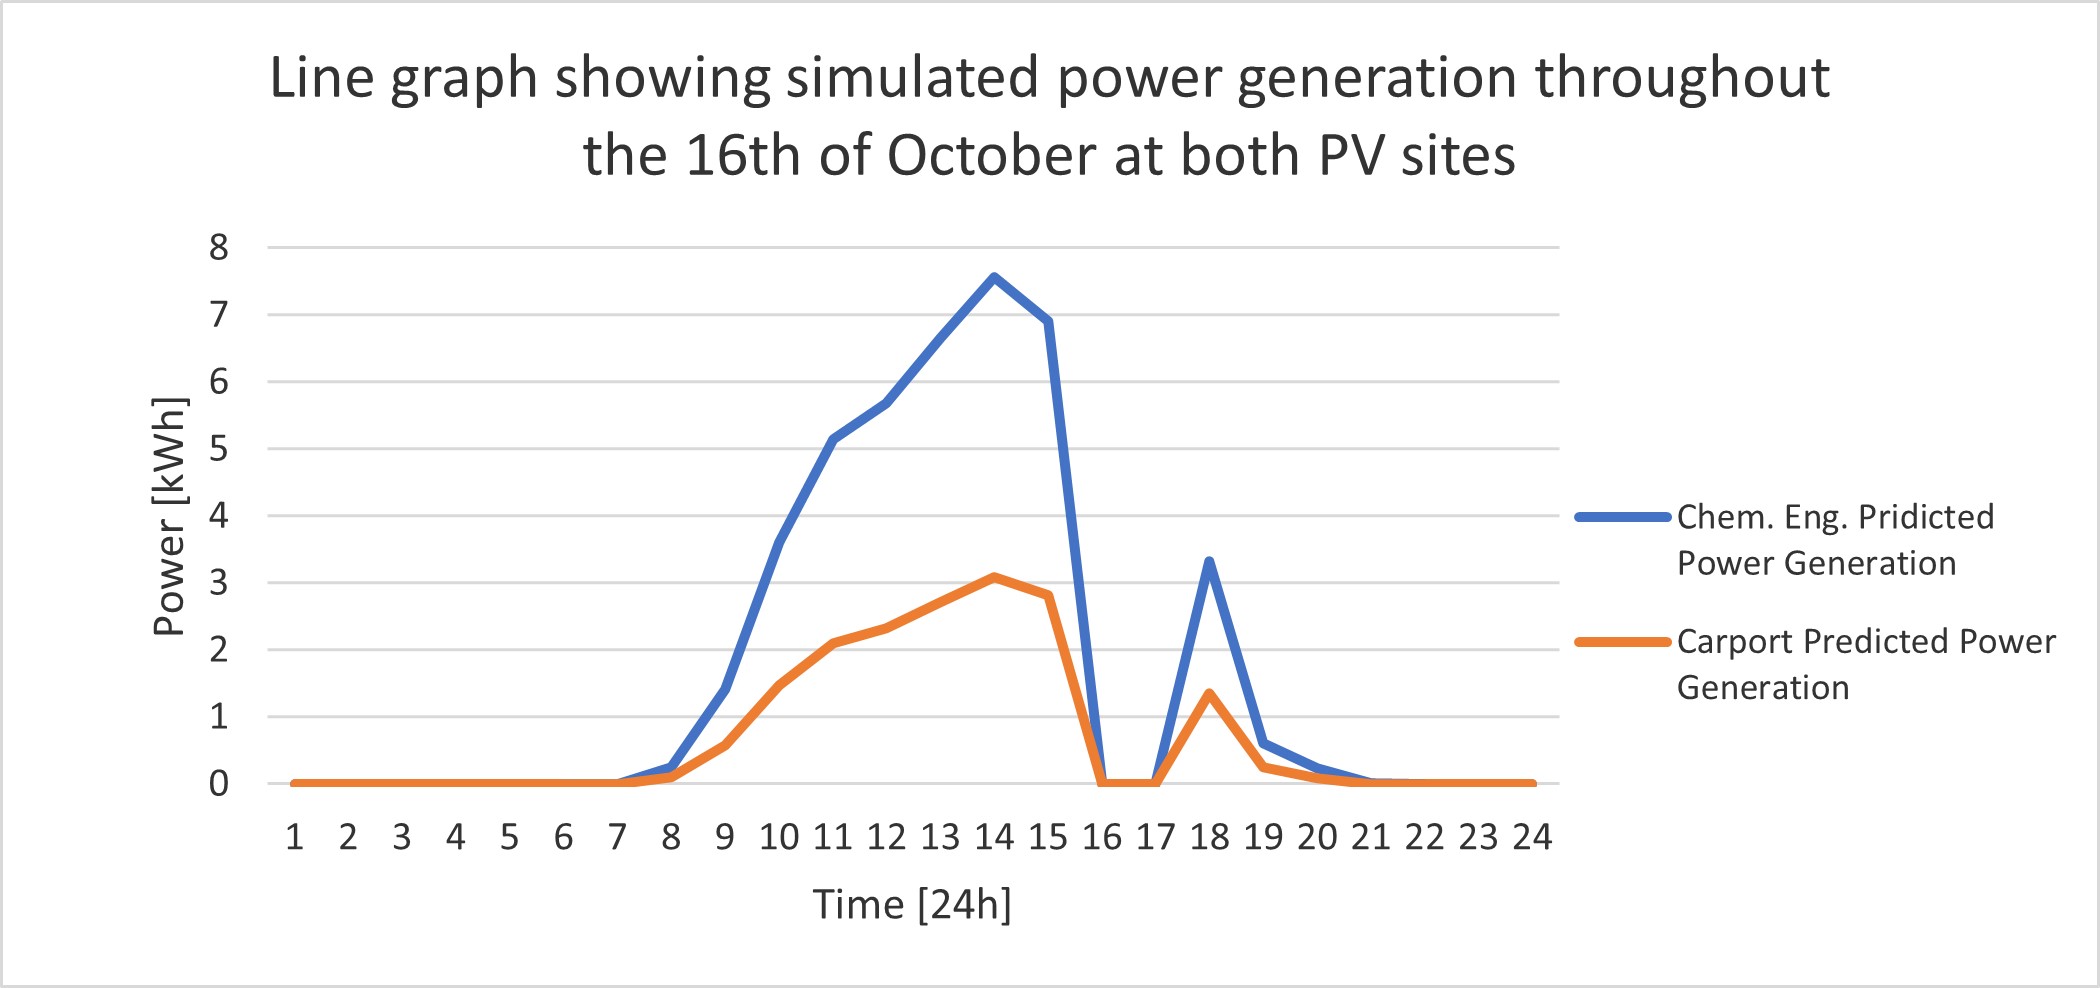 Line graph showing simulated power generation throughout
the 16th of October at both PV sites
8
7
6
5
4
3
2
1
0
Power [kWh]
1 2 3 4 5 6 7 8 9 10 11 12 13 14 15 16 17 18 19 20 21 22 23 24
Time [24h]
Chem. Eng. Pridicted
Power Generation
Carport Predicted Power
Generation